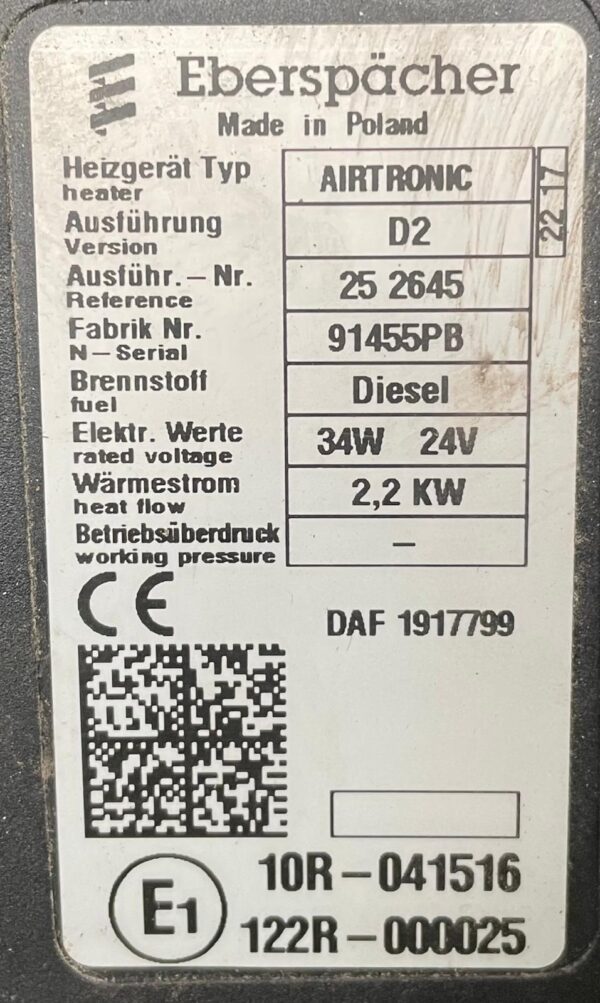 Eberspächer
Made in Poland
Heizgerät Typ AIRTRONIC
heater
22 17
Ausführung D2
Version
Ausführ.–Nr. 25 2645
Reference
Fabrik Nr. 91455PB
N–Serial
Brennstoff Diesel
fuel
Elektr. Werte 34W 24V
rated voltage
Wärmestrom 2,2 KW
heat flow
Betriebsüberdruck –
working pressure
CE DAF 1917799
E1 10R–041516
122R–000025